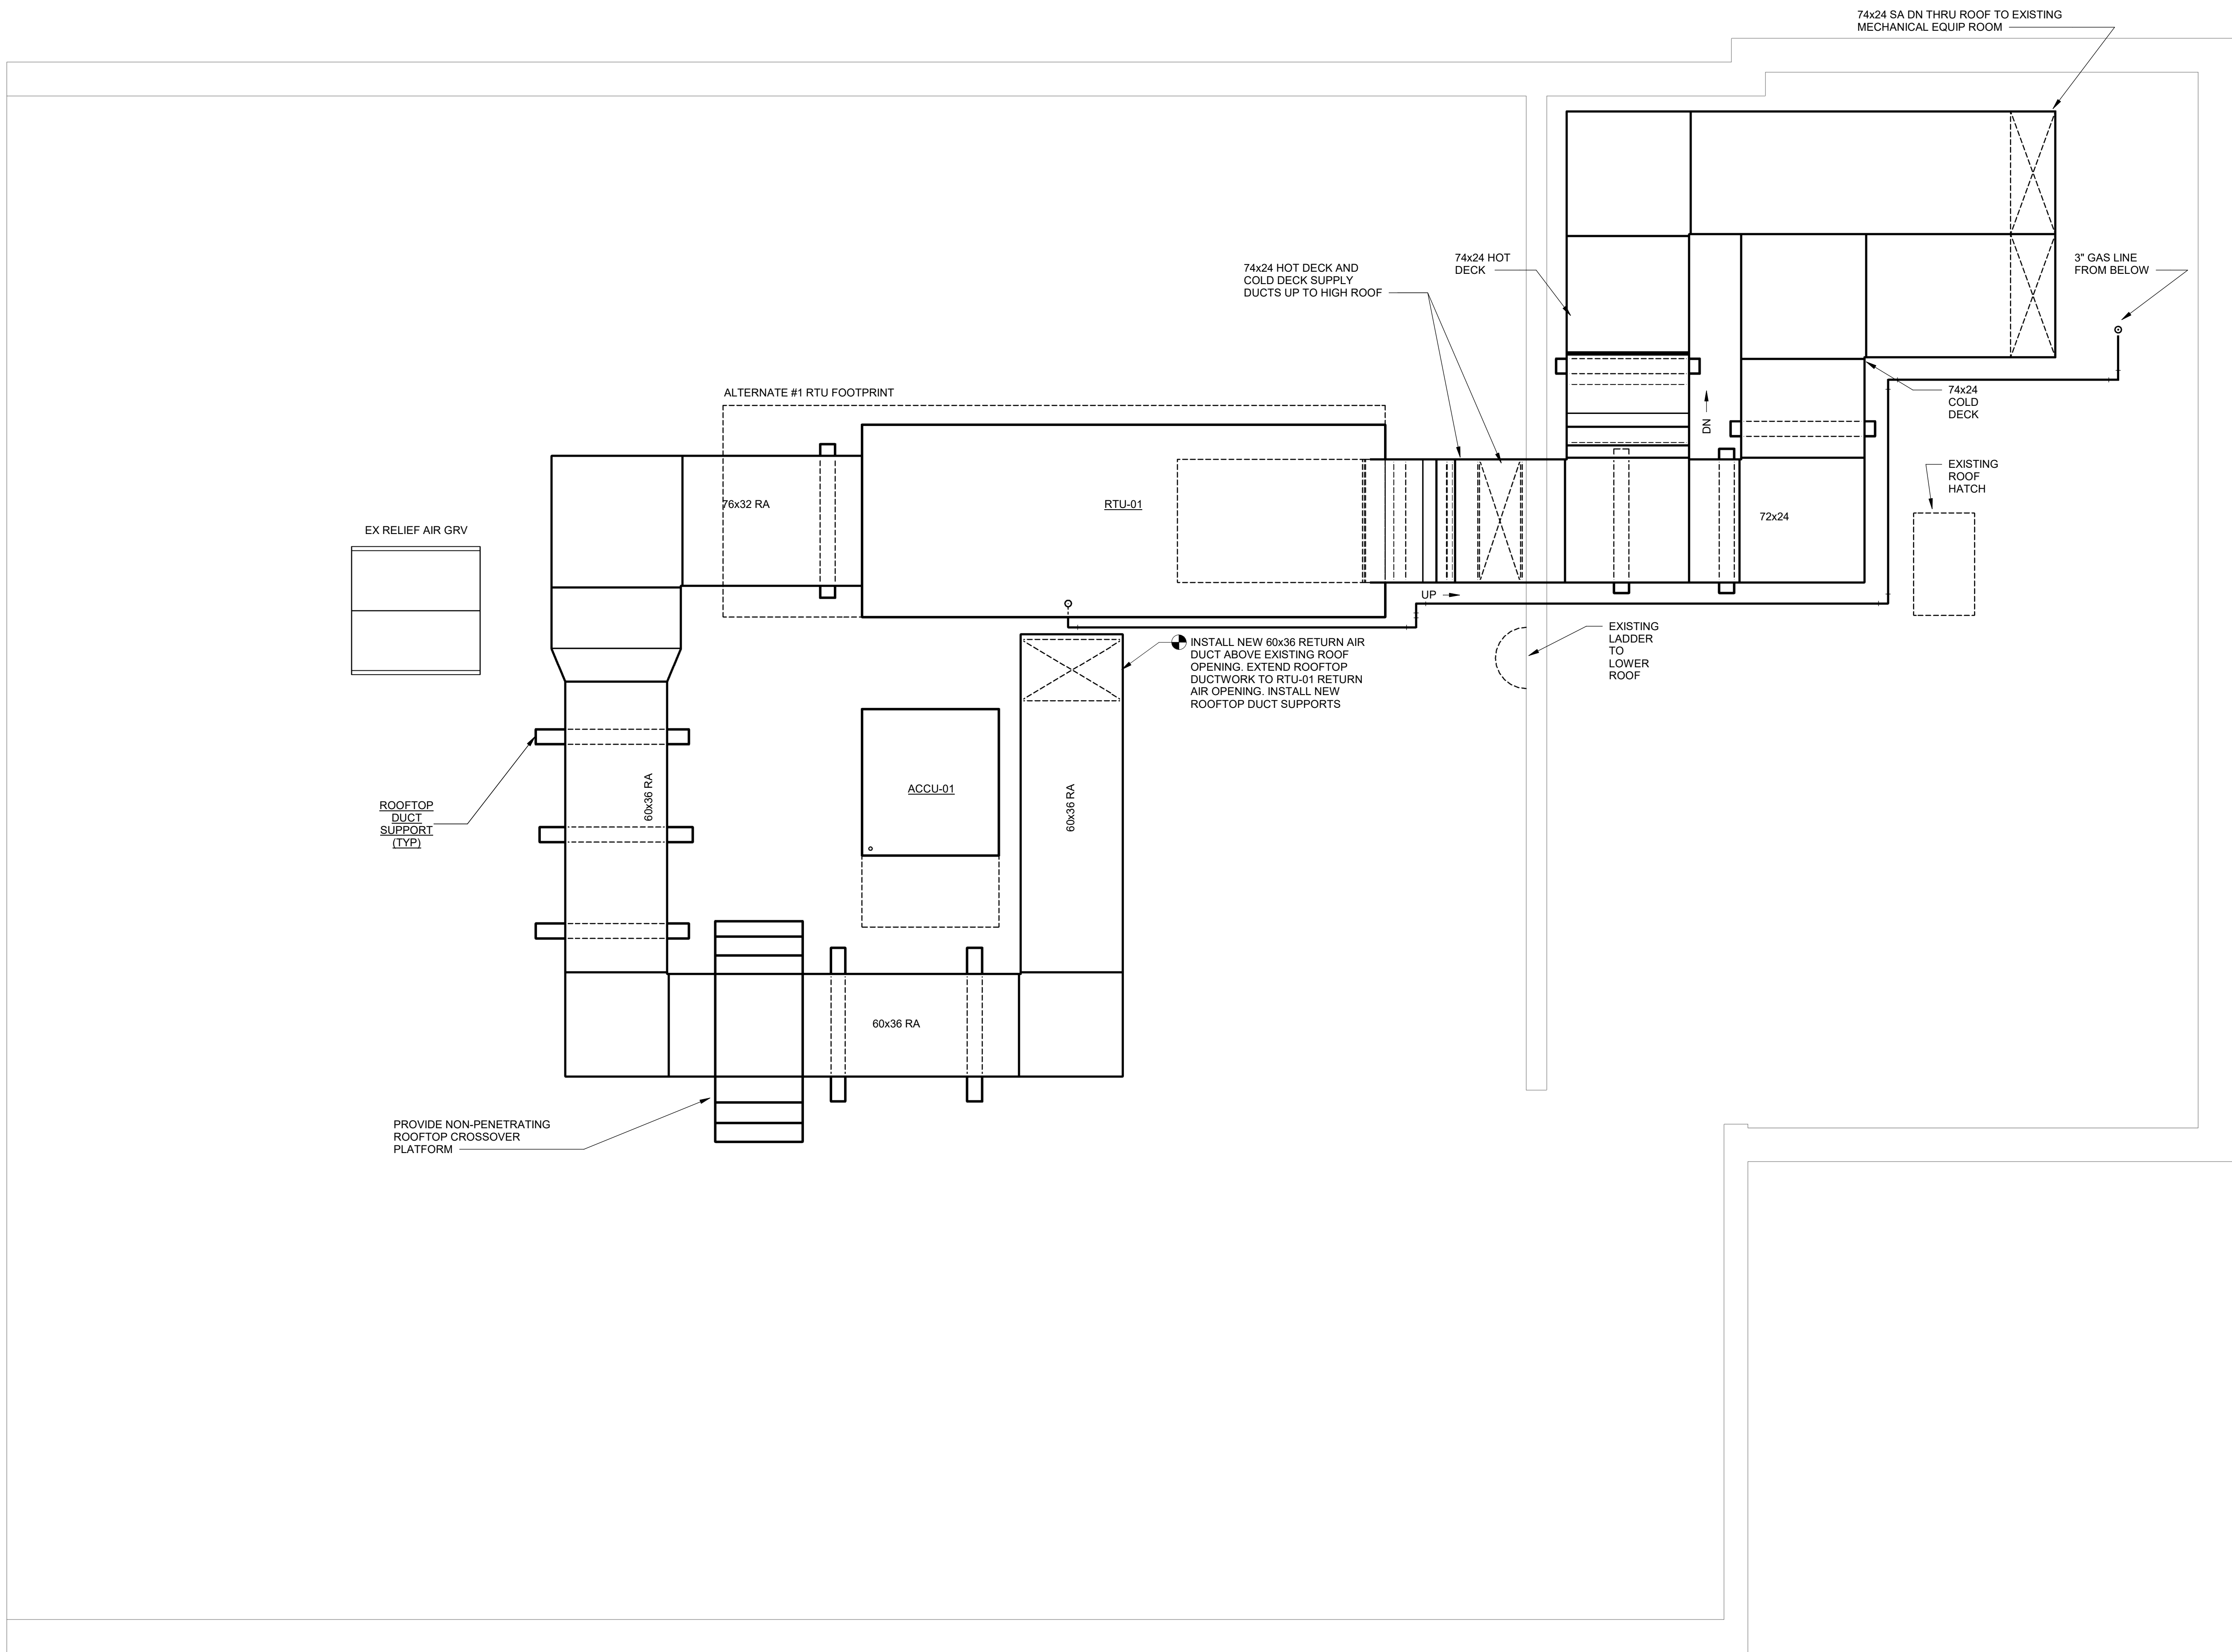 74x24 SA DN THRU ROOF TO EXISTING
MECHANICAL EQUIP ROOM
74x24 HOT DECK AND
COLD DECK SUPPLY
DUCTS UP TO HIGH ROOF
74x24 HOT
DECK
3" GAS LINE
FROM BELOW
ALTERNATE #1 RTU FOOTPRINT
74x24
COLD
DECK
DN
EXISTING
ROOF
HATCH
76x32 RA
RTU-01
72x24
EX RELIEF AIR GRV
UP
INSTALL NEW 60x36 RETURN AIR
DUCT ABOVE EXISTING ROOF
OPENING. EXTEND ROOFTOP
DUCTWORK TO RTU-01 RETURN
AIR OPENING. INSTALL NEW
ROOFTOP DUCT SUPPORTS
EXISTING
LADDER
TO
LOWER
ROOF
ROOFTOP
DUCT
SUPPORT
(TYP)
60x36 RA
ACCU-01
60x36 RA
60x36 RA
PROVIDE NON-PENETRATING
ROOFTOP CROSSOVER
PLATFORM